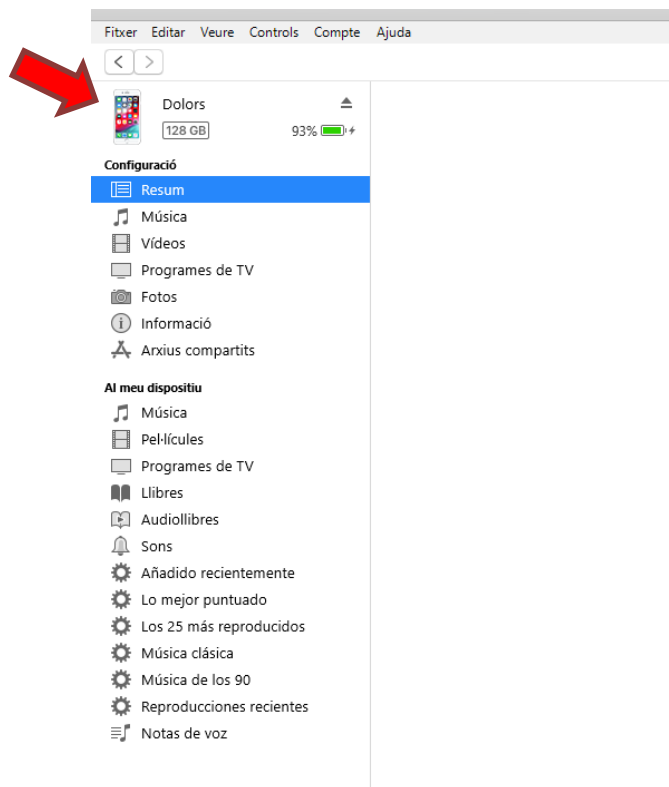 Fitxer Editar Veure Controls Compte Ajuda
Dolors
128 GB 93%
Configuració
Resum
Música
Vídeos
Programes de TV
Fotos
Informació
Arxius compartits
Al meu dispositiu
Música
Pel·lícules
Programes de TV
Llibres
Audiollibres
Sons
Añadido recientemente
Lo mejor puntuado
Los 25 más reproducidos
Música clásica
Música de los 90
Reproducciones recientes
Notas de voz